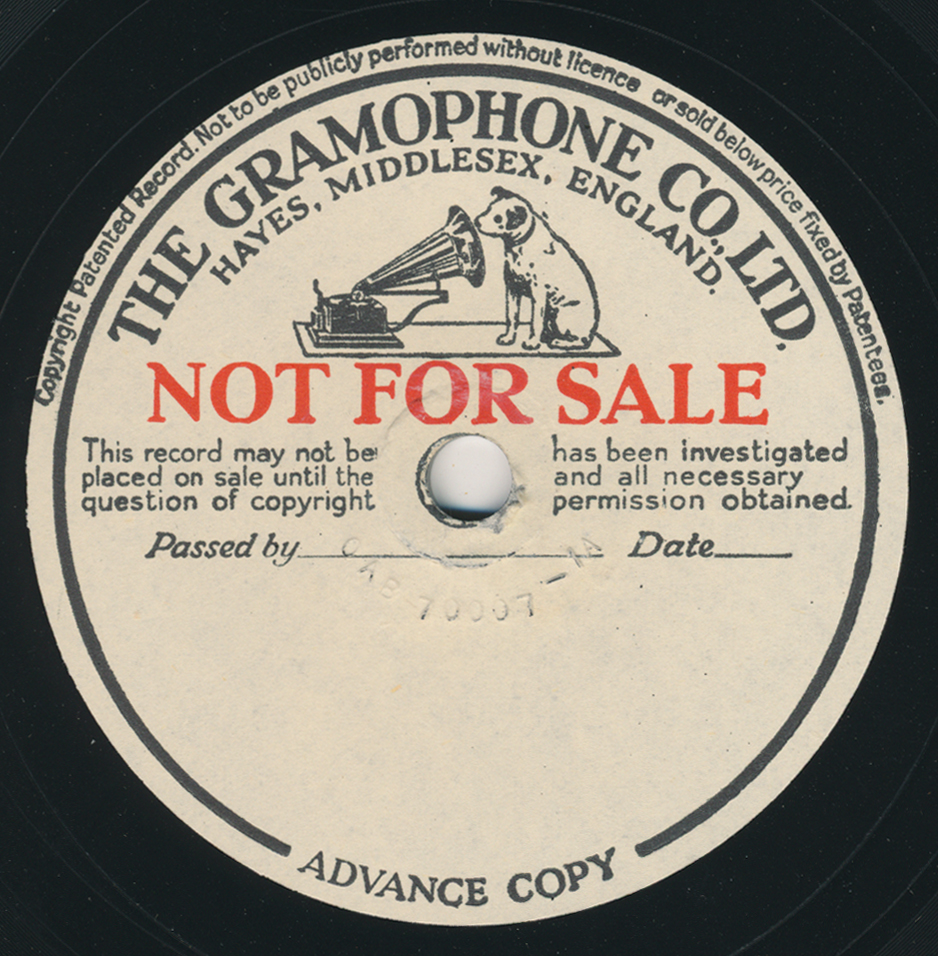 Copyright Patented Record. Not to be publicly performed without licence or sold below price fixed by Patentees.
THE GRAMOPHONE CO., LTD.
HAYES, MIDDLESEX, ENGLAND.
NOT FOR SALE
This record may not be has been investigated
placed on sale until the and all necessary
question of copyright permission obtained.
Passed by Date
ADVANCE COPY